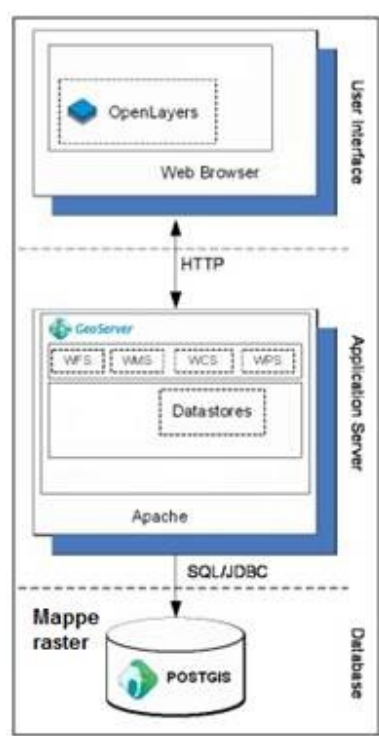 OpenLayers
Web Browser
User Interface
HTTP
GeoServer
WFS WMS WCS WPS
Datastores
Apache
Application Server
SQL/JDBC
Mappe
raster
POSTGIS
Database